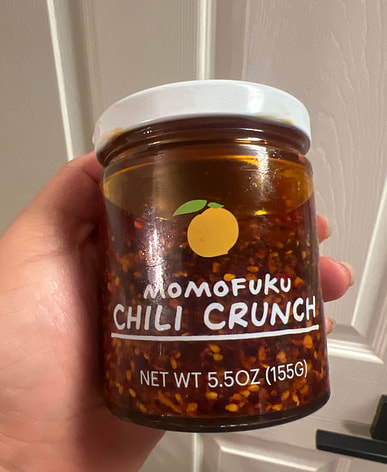 MOMOFUKU
CHILI CRUNCH
NET WT 5.5OZ (155G)